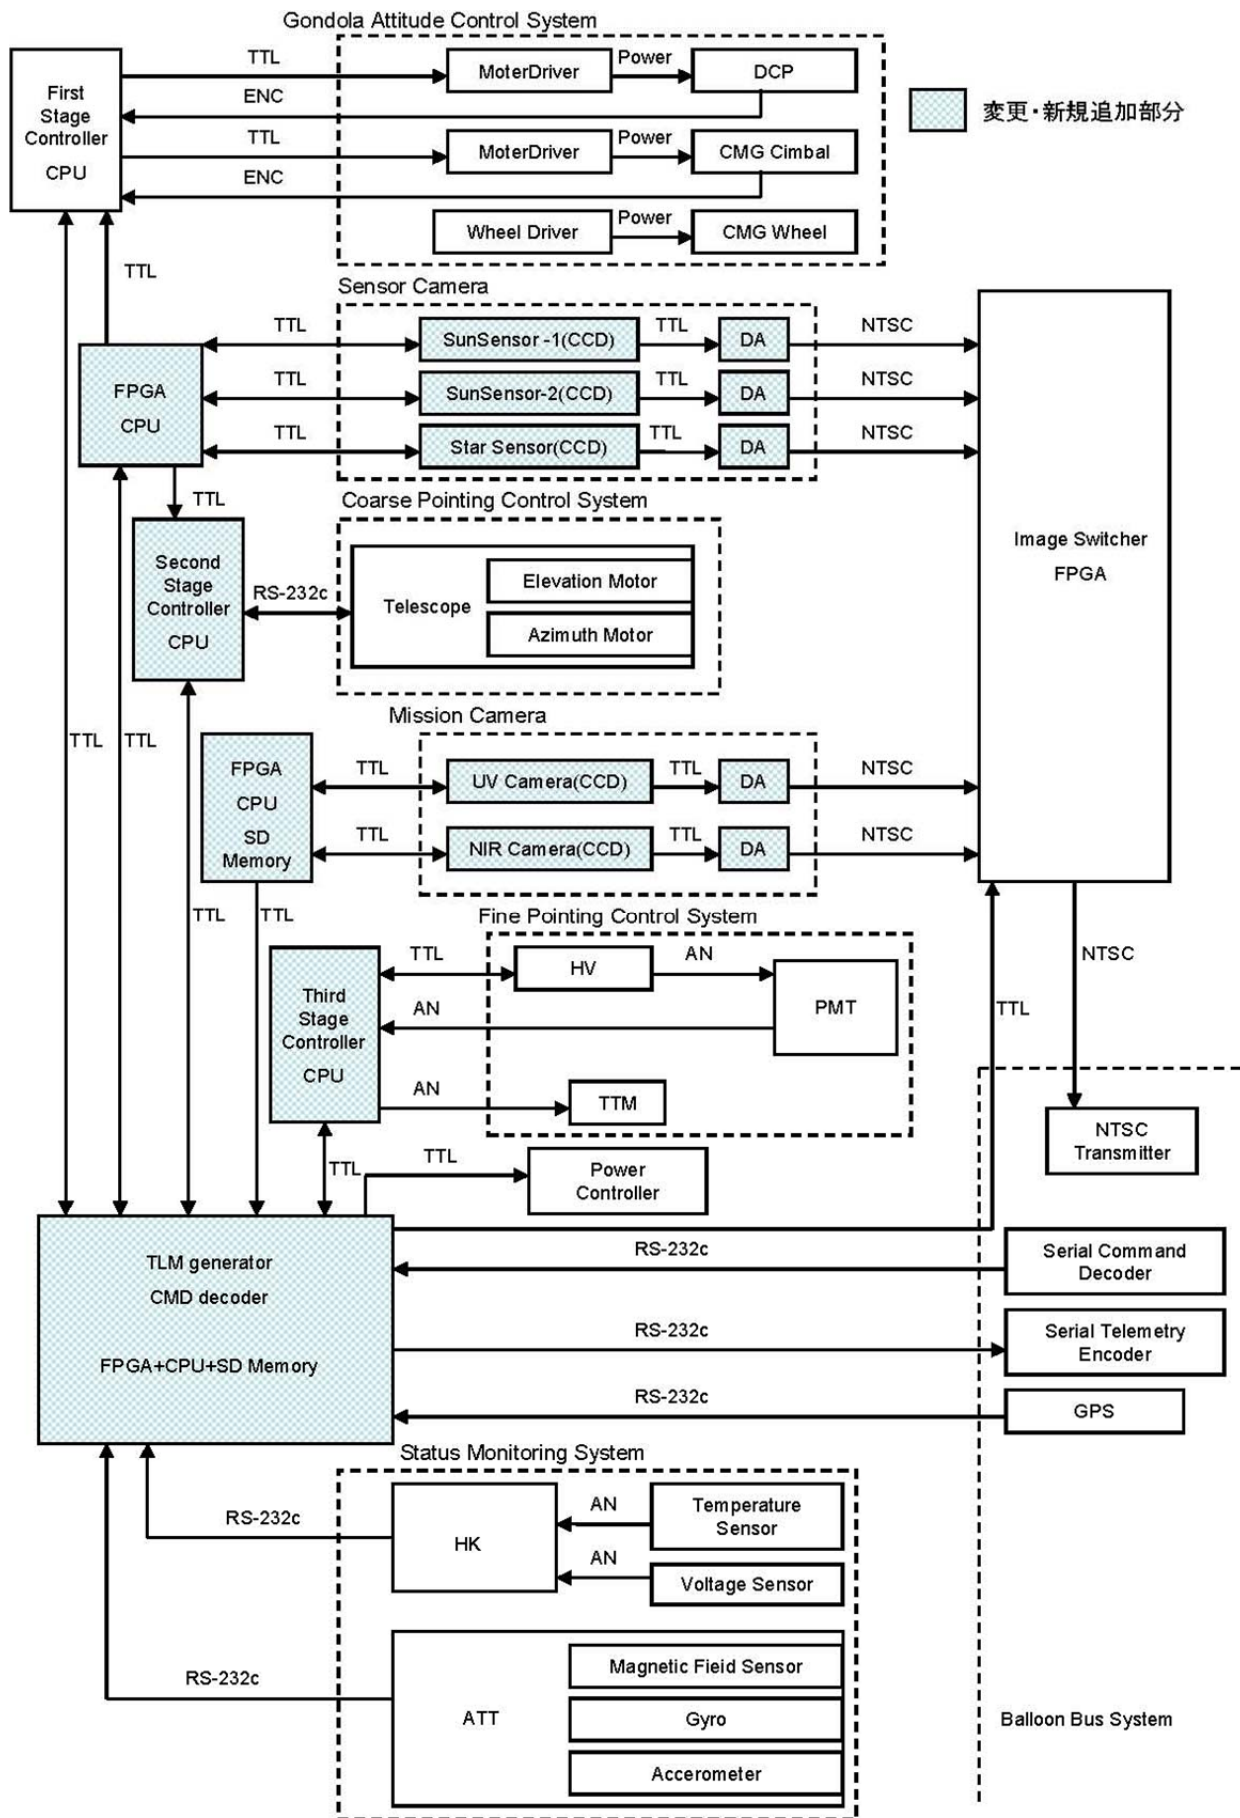 Gondola Attitude Control System
First
Stage
Controller
CPU
TTL
MoterDriver
Power
DCP
ENC
TTL
MoterDriver
Power
CMG Cimbal
ENC
Wheel Driver
Power
CMG Wheel
変更・新規追加部分
TTL
Sensor Camera
FPGA
CPU
TTL
SunSensor -1(CCD)
TTL
DA
NTSC
TTL
SunSensor-2(CCD)
TTL
DA
NTSC
TTL
Star Sensor(CCD)
TTL
DA
NTSC
Image Switcher
FPGA
TTL
Coarse Pointing Control System
Second
Stage
Controller
CPU
RS-232c
Telescope
Elevation Motor
Azimuth Motor
TTL
TTL
Mission Camera
FPGA
CPU
SD
Memory
TTL
UV Camera(CCD)
TTL
DA
NTSC
TTL
NIR Camera(CCD)
TTL
DA
NTSC
TTL
TTL
Fine Pointing Control System
Third
Stage
Controller
CPU
TTL
HV
AN
PMT
AN
AN
TTM
NTSC
TTL
NTSC
Transmitter
TTL
TTL
Power
Controller
TLM generator
CMD decoder
FPGA+CPU+SD Memory
RS-232c
Serial Command
Decoder
RS-232c
Serial Telemetry
Encoder
RS-232c
GPS
Status Monitoring System
RS-232c
HK
AN
Temperature
Sensor
AN
Voltage Sensor
RS-232c
ATT
Magnetic Fieid Sensor
Gyro
Accerometer
Balloon Bus System